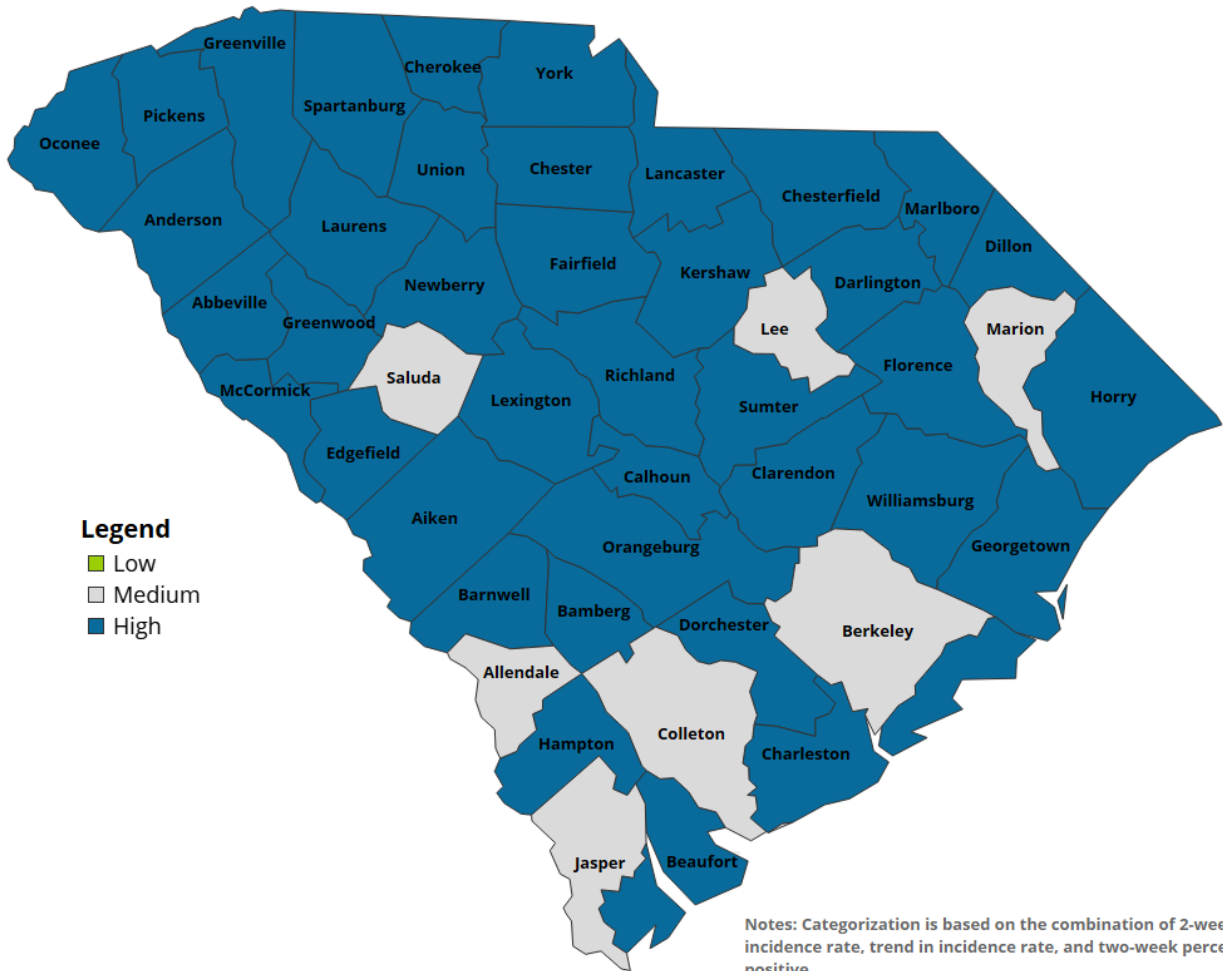 Greenville
Cherokee
York
Spartanburg
Pickens
Oconee
Union
Chester
Lancaster
Chesterfield
Marlboro
Anderson
Laurens
Dillon
Fairfield
Kershaw
Newberry
Darlington
Abbeville
Greenwood
Lee
Marion
Florence
Saluda
Richland
McCormick
Lexington
Horry
Sumter
Edgefield
Calhoun
Clarendon
Williamsburg
Aiken
Orangeburg
Georgetown
Barnwell
Bamberg
Dorchester
Berkeley
Allendale
Colleton
Hampton
Charleston
Jasper
Beaufort
Legend
Low
Medium
High
Notes: Categorization is based on the combination of 2-wee
incidence rate, trend in incidence rate, and two-week perce
positive